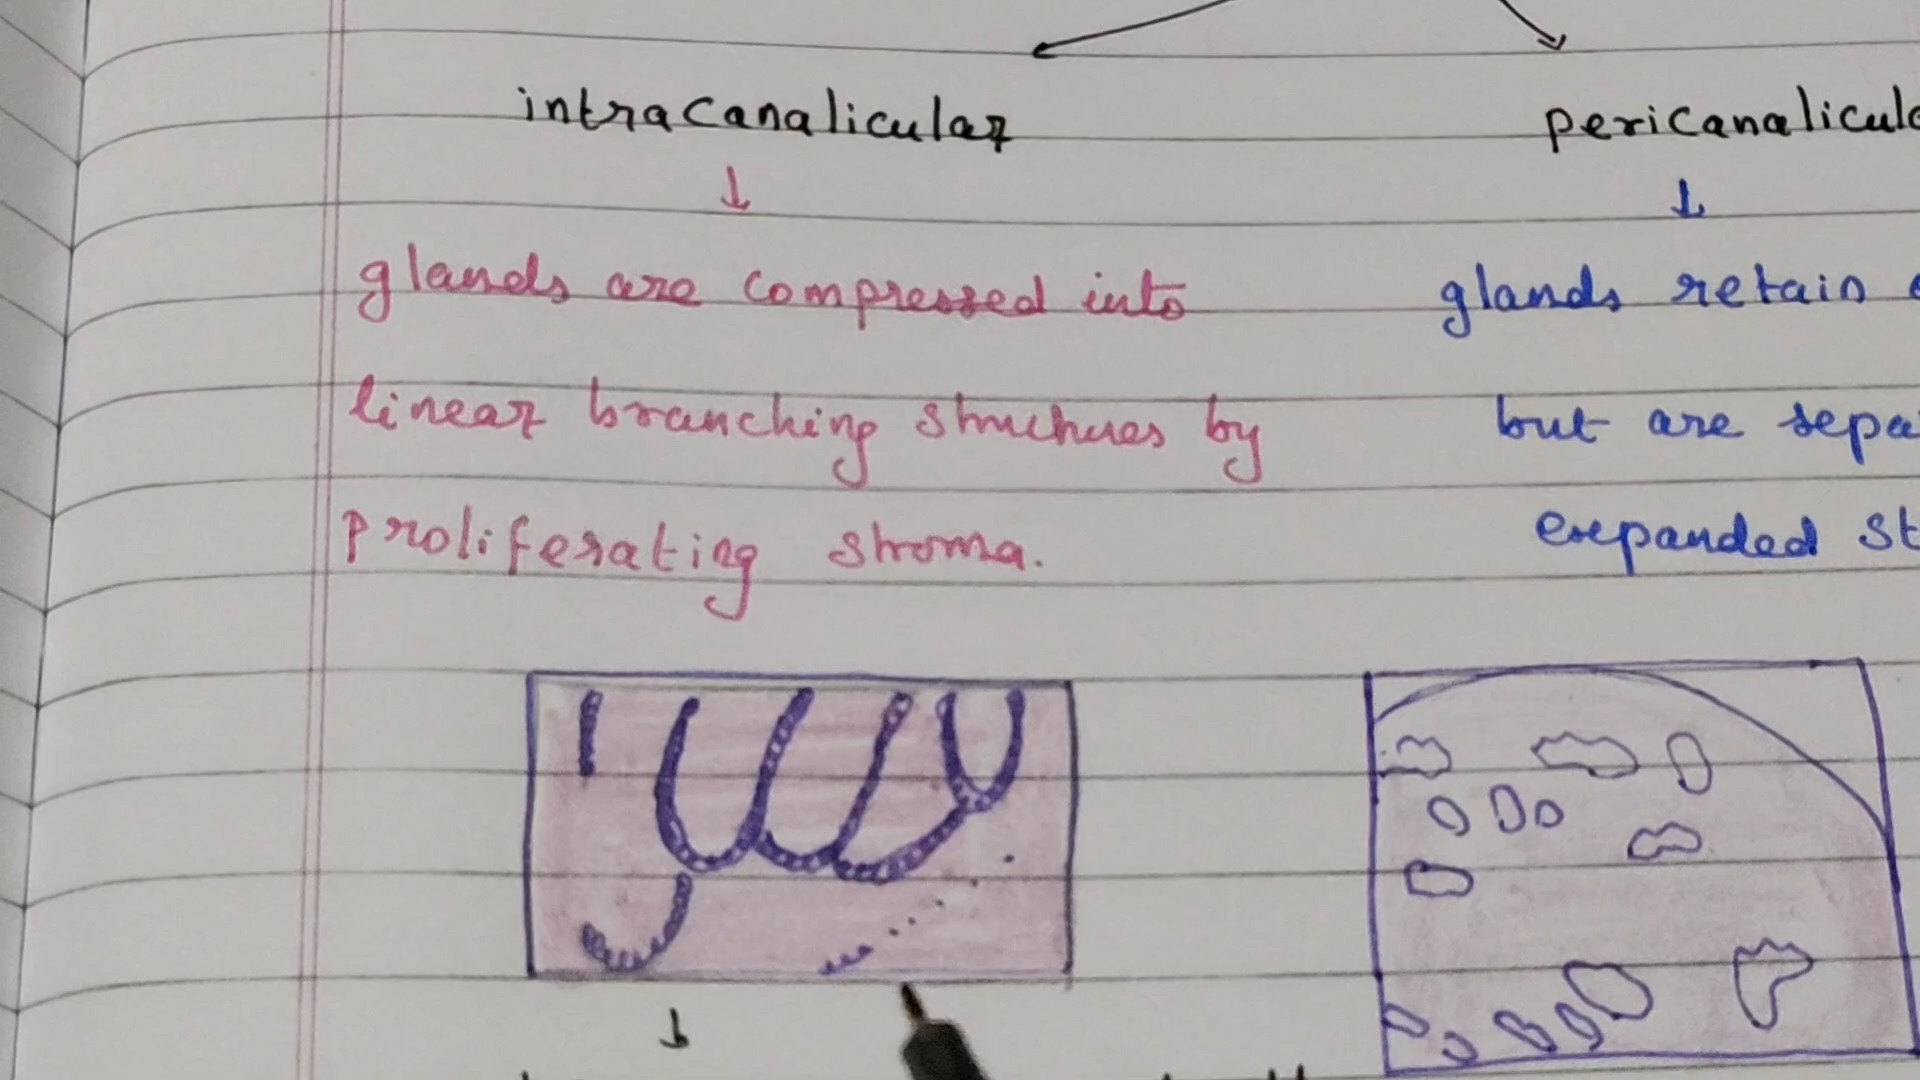 intracanalicular
pericanalicul
↓
↓
glands are compressed into
glands retain
linear branching structures by
but are sepa
proliferating stroma.
expanded st